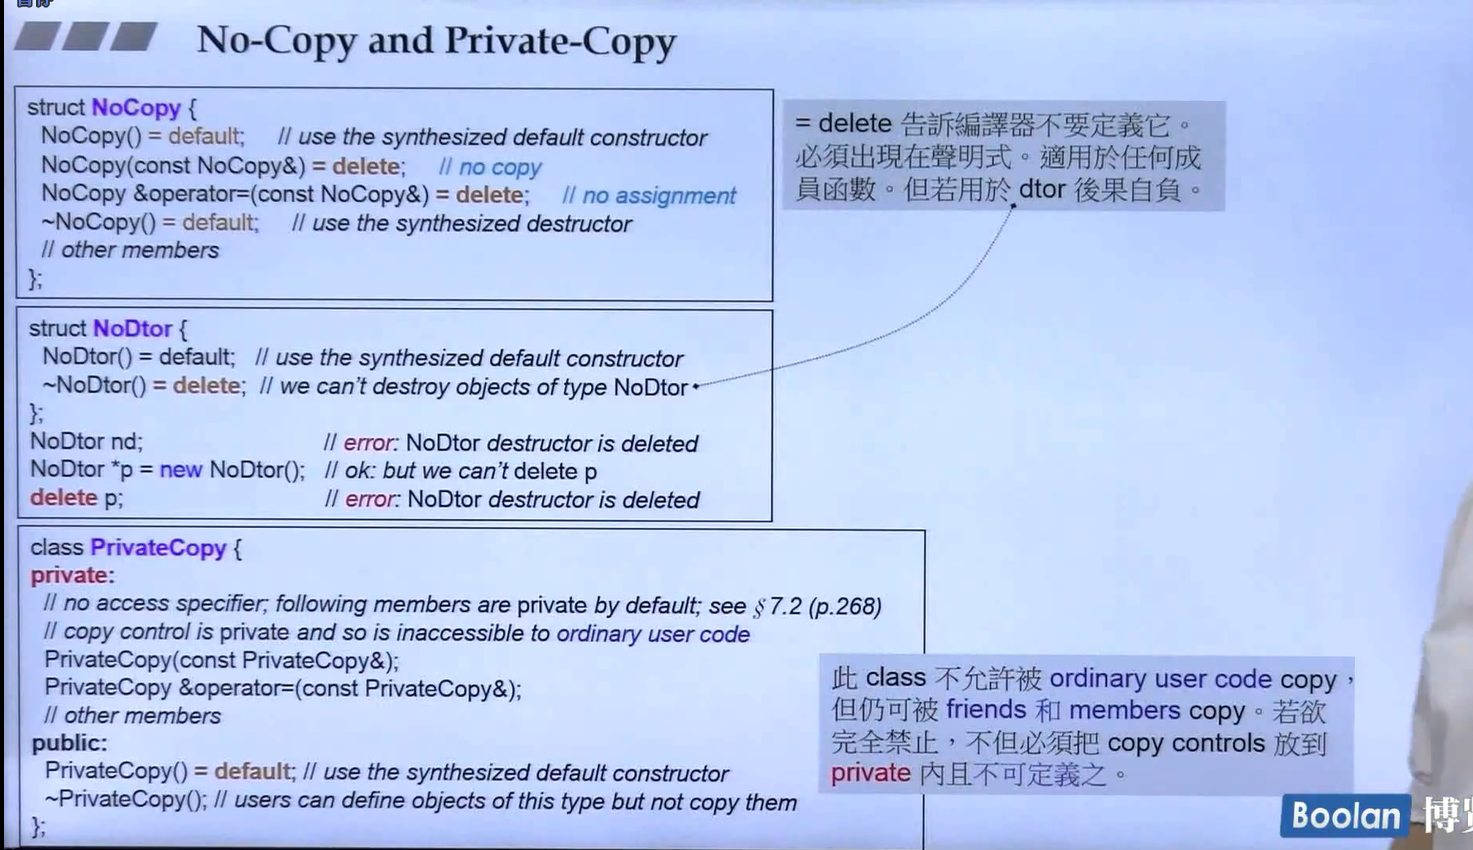 No-Copy and Private-Copy
struct NoCopy {
NoCopy() = default; // use the synthesized default constructor
NoCopy(const NoCopy&) = delete; // no copy
NoCopy &operator=(const NoCopy&) = delete; // no assignment
~NoCopy() = default; // use the synthesized destructor
// other members
};
= delete 告訴編譯器不要定義它。
必須出現在聲明式。適用於任何成
員函數。但若用於 dtor 後果自負。
struct NoDtor {
NoDtor() = default; // use the synthesized default constructor
~NoDtor() = delete; // we can't destroy objects of type NoDtor
};
NoDtor nd; // error: NoDtor destructor is deleted
NoDtor *p = new NoDtor(); // ok: but we can't delete p
delete p; // error: NoDtor destructor is deleted
class PrivateCopy {
private:
// no access specifier; following members are private by default; see §7.2 (p.268)
// copy control is private and so is inaccessible to ordinary user code
PrivateCopy(const PrivateCopy&);
PrivateCopy &operator=(const PrivateCopy&);
// other members
public:
PrivateCopy() = default; // use the synthesized default constructor
~PrivateCopy(); // users can define objects of this type but not copy them
};
此 class 不允許被 ordinary user code copy，
但仍可被 friends 和 members copy。若欲
完全禁止，不但必須把 copy controls 放到
private 內且不可定義之。
Boolan 博